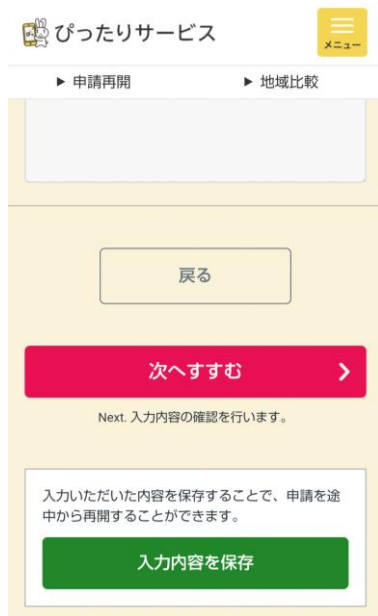 ぴったりサービス
メニュー
▶ 申請再開
▶ 地域比較
戻る
次へすすむ
Next. 入力内容の確認を行います。
入力いただいた内容を保存することで、申請を途
中から再開することができます。
入力内容を保存